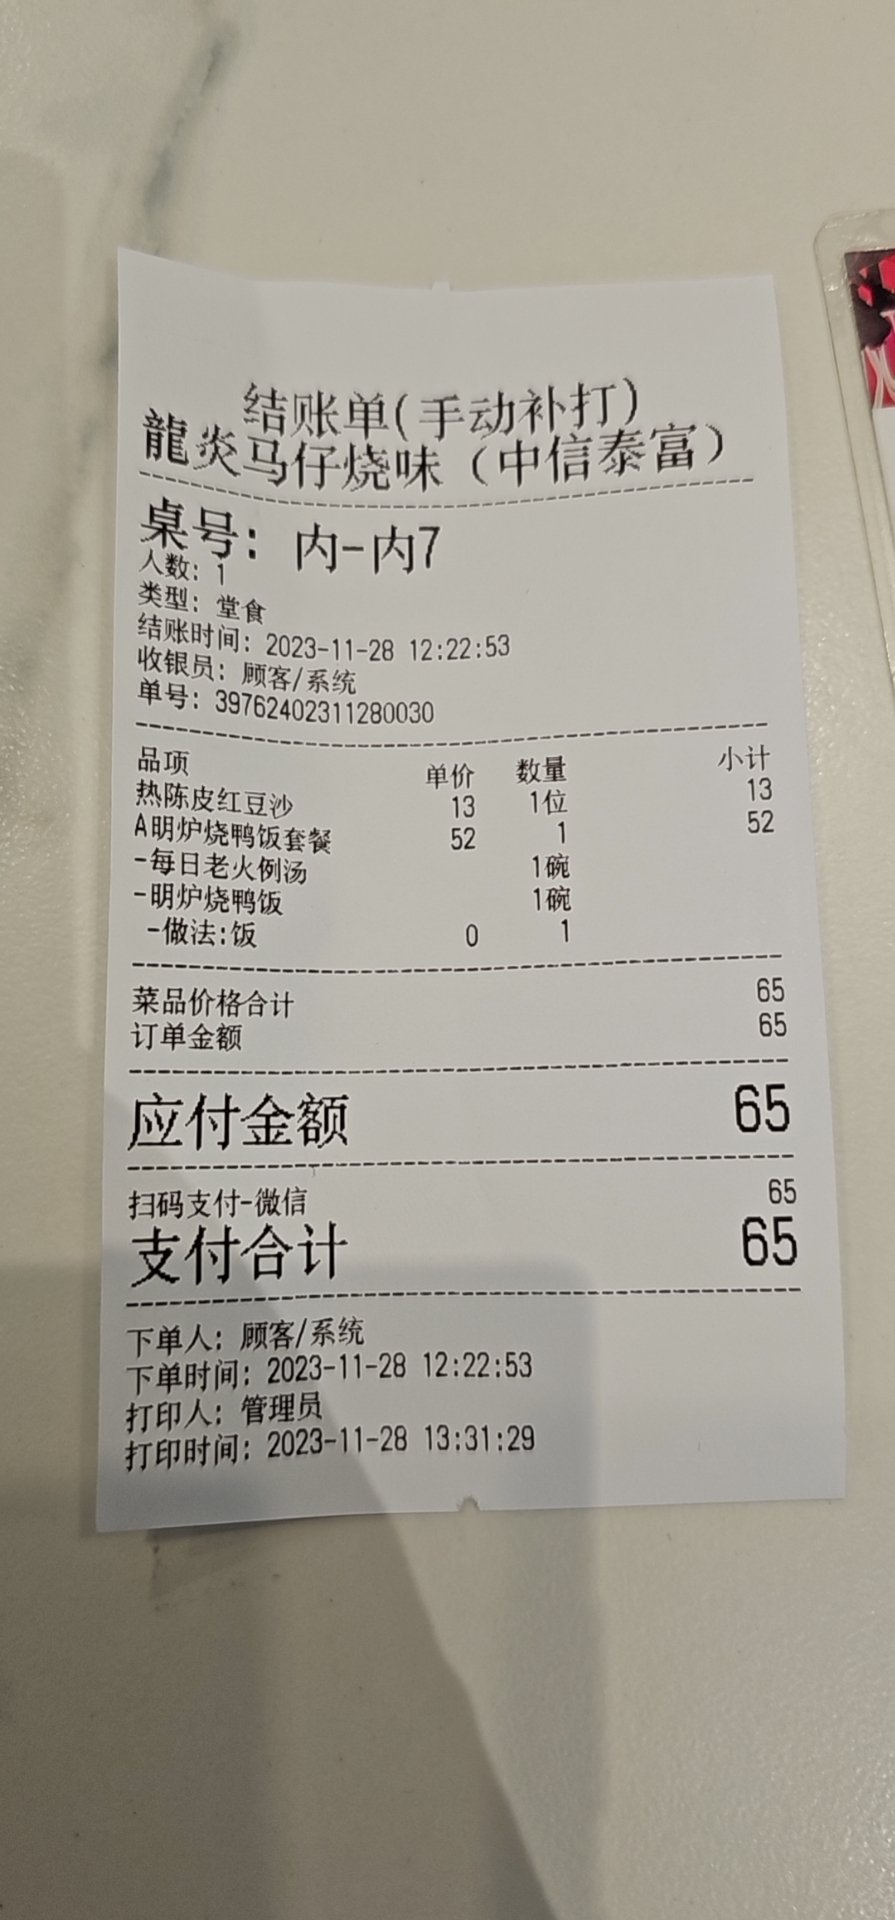 结账单(手动补打)
龍炎马仔烧味（中信泰富）
桌号: 内-内7
人数: 1
类型: 堂食
结账时间: 2023-11-28 12:22:53
收银员: 顾客/系统
单号: 39762402311280030
品项 单价 数量 小计
热陈皮红豆沙 13 1位 13
A明炉烧鸭饭套餐 52 1 52
-每日老火例汤 1碗
-明炉烧鸭饭 1碗
-做法:饭 0 1
菜品价格合计 65
订单金额 65
应付金额 65
扫码支付-微信 65
支付合计 65
下单人: 顾客/系统
下单时间: 2023-11-28 12:22:53
打印人: 管理员
打印时间: 2023-11-28 13:31:29